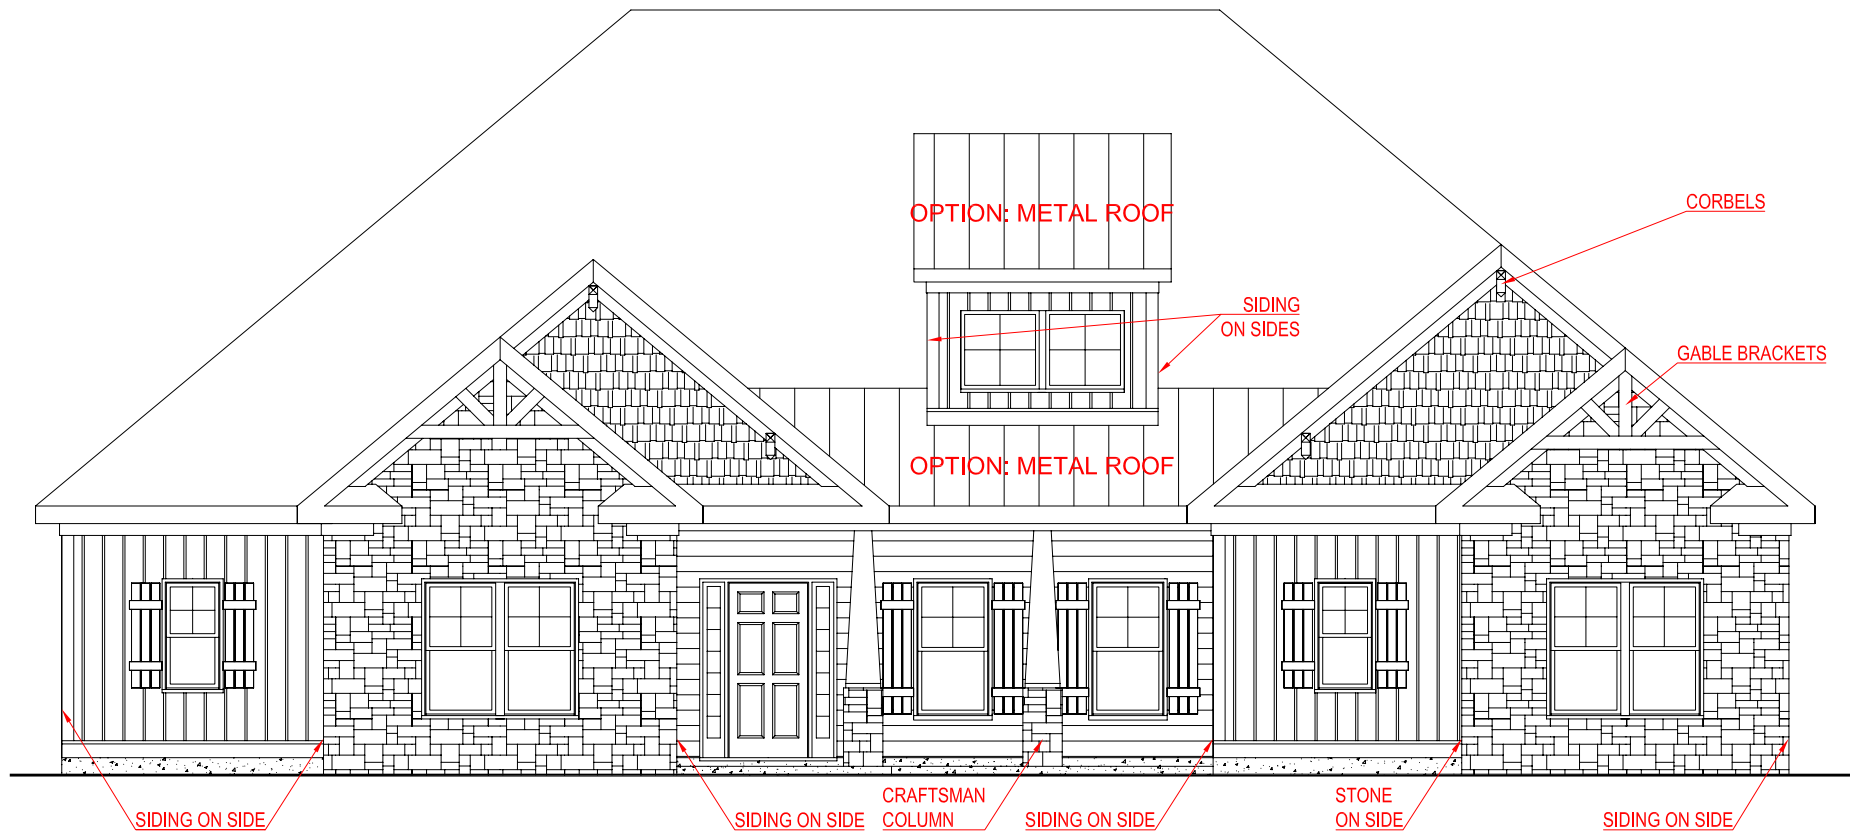 OPTION: METAL ROOF
CORBELS
SIDING
ON SIDES
GABLE BRACKETS
OPTION: METAL ROOF
SIDING ON SIDE
SIDING ON SIDE
CRAFTSMAN
COLUMN
SIDING ON SIDE
STONE
ON SIDE
SIDING ON SIDE